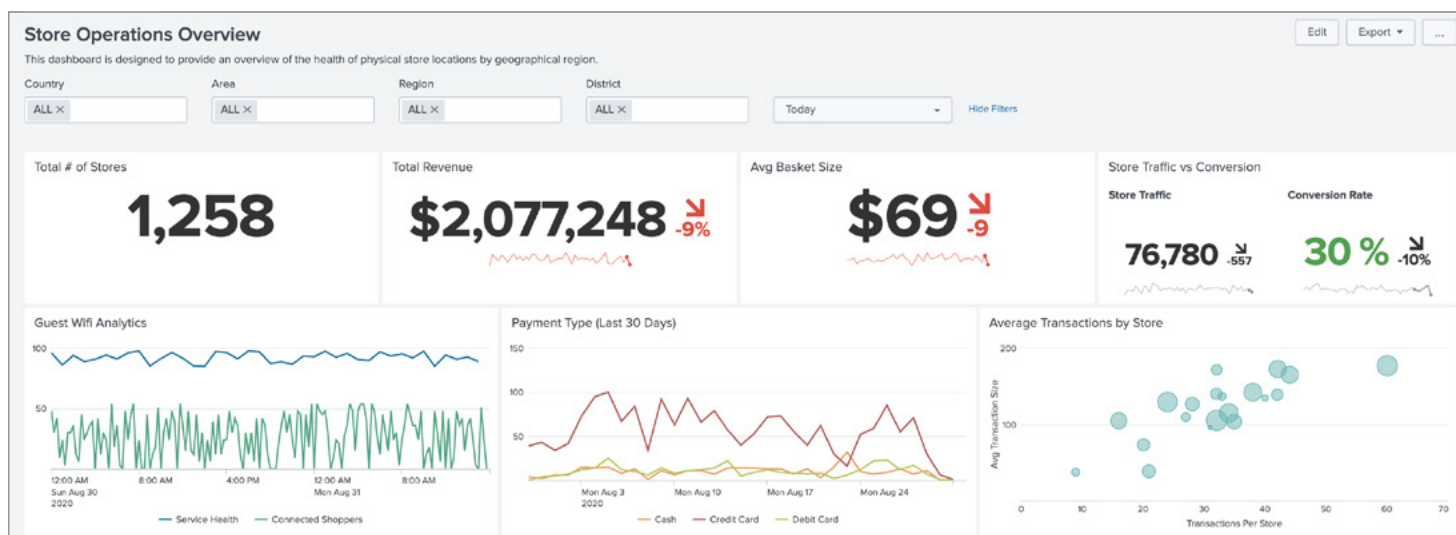 Store Operations Overview
Edit
Export
...
This dashboard is designed to provide an overview of the health of physical store locations by geographical region.
Country
Area
Region
District
ALL ×
ALL ×
ALL ×
ALL ×
Today
Hide Filters
Total # of Stores
1,258
Total Revenue
$2,077,248
-9%
Avg Basket Size
$69
-9
Store Traffic vs Conversion
Store Traffic
Conversion Rate
76,780
-557
30 %
-10%
Guest Wifi Analytics
100
50
12:00 AM
8:00 AM
4:00 PM
12:00 AM
8:00 AM
Sun Aug 30
Mon Aug 31
2020
Service Health
Connected Shoppers
Payment Type (Last 30 Days)
150
100
50
Mon Aug 3
Mon Aug 10
Mon Aug 17
Mon Aug 24
2020
Cash
Credit Card
Debit Card
Average Transactions by Store
Avg Transaction Size
200
100
0
10
20
30
40
50
60
70
Transactions Per Store